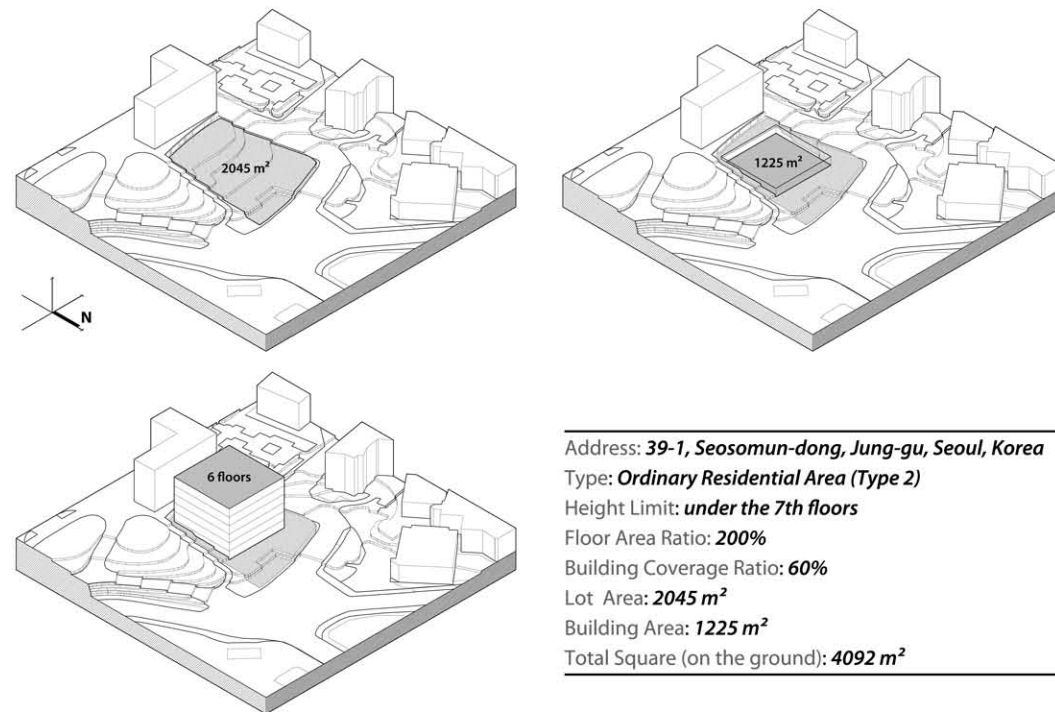 2045 m²
1225 m²
N
6 floors
Address: 39-1, Seosomun-dong, Jung-gu, Seoul, Korea
Type: Ordinary Residential Area (Type 2)
Height Limit: under the 7th floors
Floor Area Ratio: 200%
Building Coverage Ratio: 60%
Lot Area: 2045 m²
Building Area: 1225 m²
Total Square (on the ground): 4092 m²